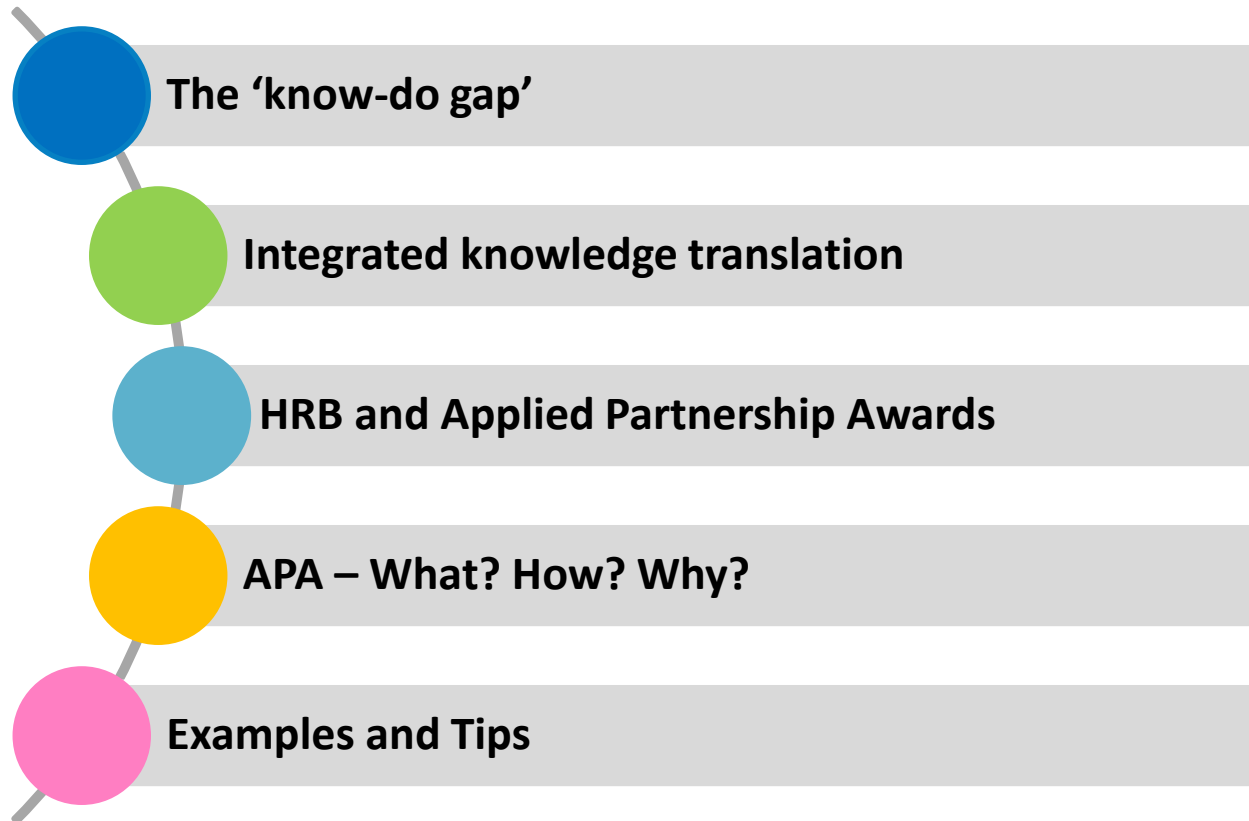 The ‘know-do gap’
Integrated knowledge translation
HRB and Applied Partnership Awards
APA – What? How? Why?
Examples and Tips